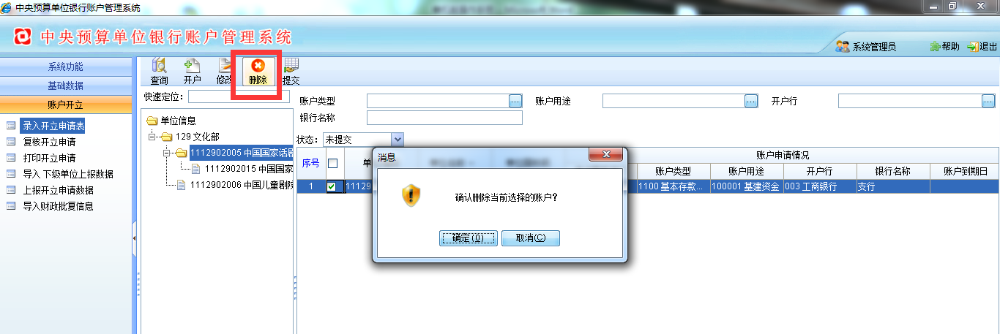 中央预算单位银行账户管理系统
中央预算单位银行账户管理系统
系统管理员 帮助 退出
系统功能
基础数据
账户开立
录入开立申请表
复核开立申请
打印开立申请
导入下级单位上报数据
上报开立申请数据
导入财政批复信息
查询 开户 修改 删除 提交
快速定位：
单位信息
129 文化部
1112902005 中国国家话剧
1112902015 中国国家
1112902006 中国儿童剧院
账户类型 账户用途 开户行
银行名称
状态： 未提交
序号 单
账户申请情况
账户类型 账户用途 开户行 银行名称 账户到期日
1 11129 1100 基本存款... 100001 基建资金 003 工商银行 支行
消息
确认删除当前选择的账户?
确定(O) 取消(C)